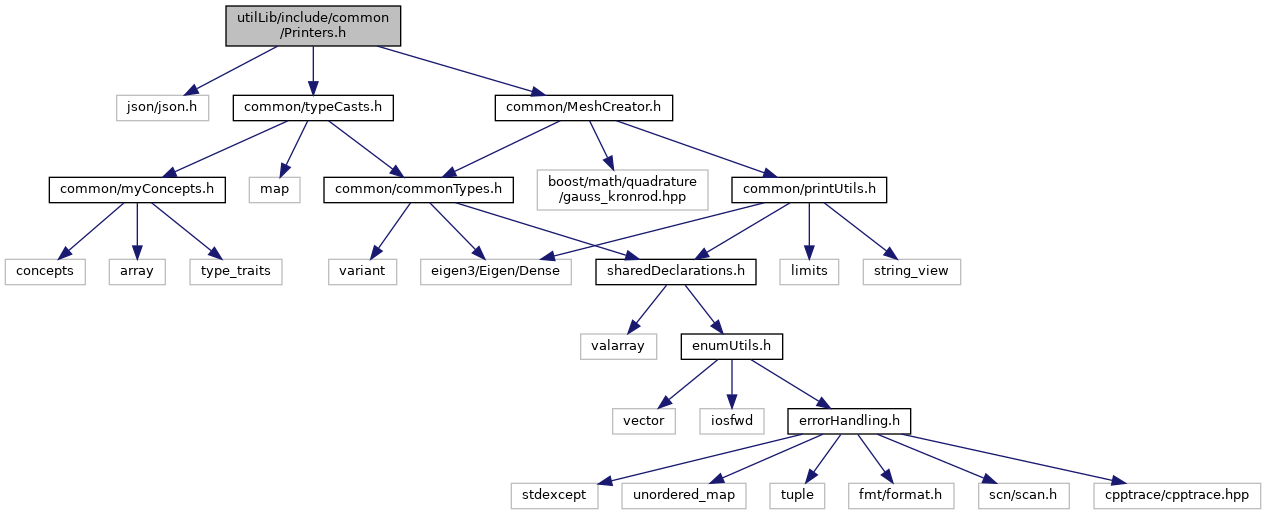 utilLib/include/common
/Printers.h
json/json.h
common/typeCasts.h
common/MeshCreator.h
common/myConcepts.h
map
common/commonTypes.h
boost/math/quadrature
/gauss_kronrod.hpp
common/printUtils.h
concepts
array
type_traits
variant
eigen3/Eigen/Dense
sharedDeclarations.h
limits
string_view
valarray
enumUtils.h
vector
iosfwd
errorHandling.h
stdexcept
unordered_map
tuple
fmt/format.h
scn/scan.h
cpptrace/cpptrace.hpp